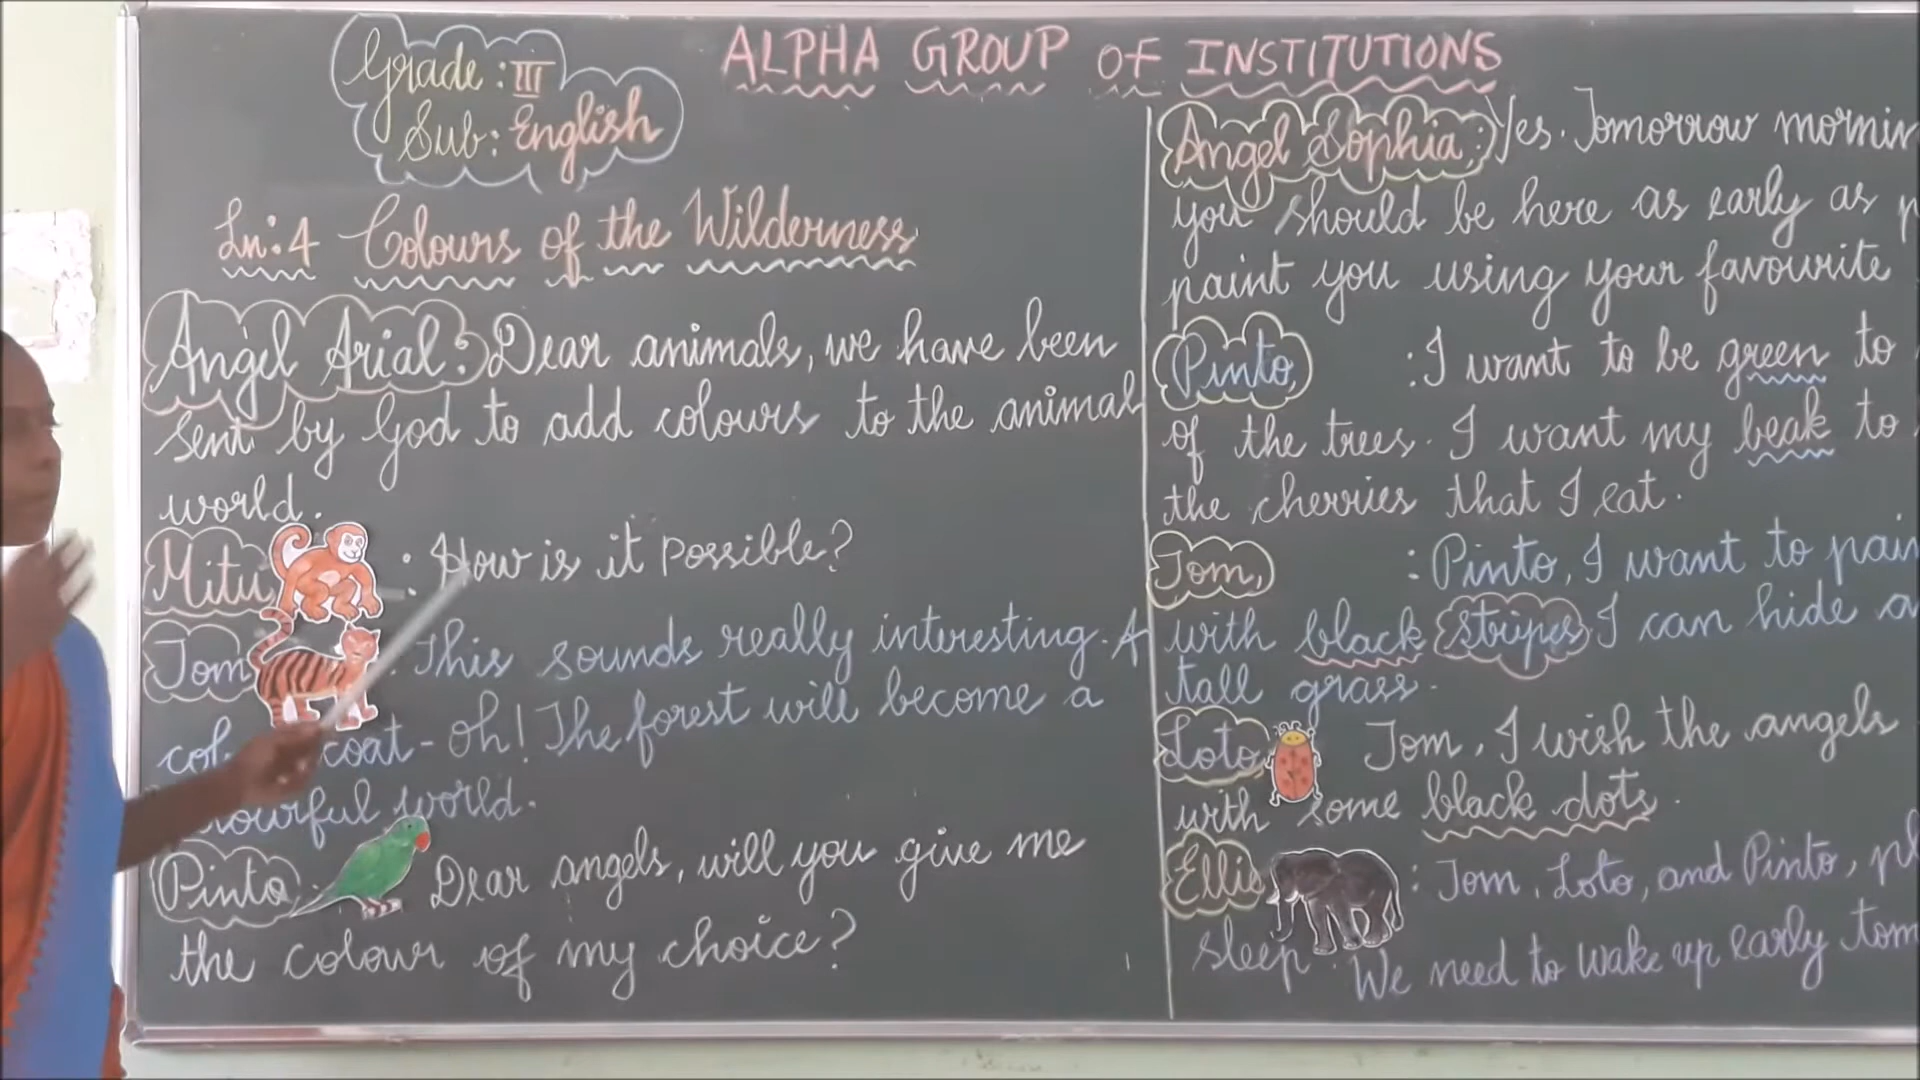 ALPHA GROUP OF INSTITUTIONS
Grade : III
Sub : English
Ln: 4 Colours of the Wilderness
Angel Arial : Dear animals, we have been
sent by God to add colours to the animal
world.
Mitu : How is it possible?
Tom : This sounds really interesting. A
coat - Oh! The forest will become a
world.
Pinto : Dear angels, will you give me
the colour of my choice?
Angel Sophia : Yes. Tomorrow
you should be here as early as
paint you using your favourite
Pinto, : I want to be green to
of the trees. I want my beak to
the cherries that I eat.
Tom, : Pinto, I want to
with black stripes. I can hide
tall grass.
Loto, Tom, I wish the angels
with some black dots.
Ellie : Tom, Loto, and Pinto,
sleep. We need to wake up early